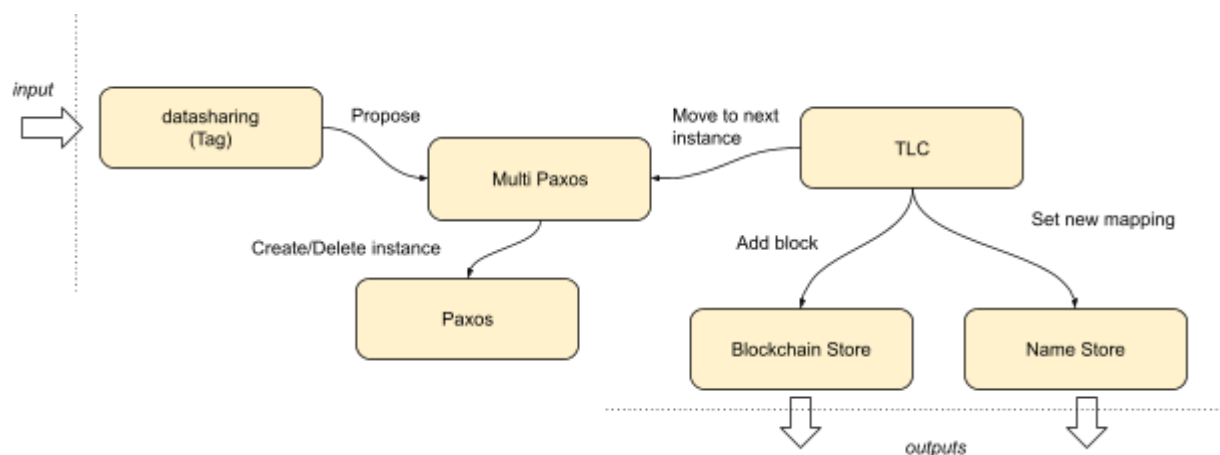 input
datasharing
(Tag)
Propose
Multi Paxos
Move to next
instance
TLC
Create/Delete instance
Paxos
Add block
Set new mapping
Blockchain Store
Name Store
outputs